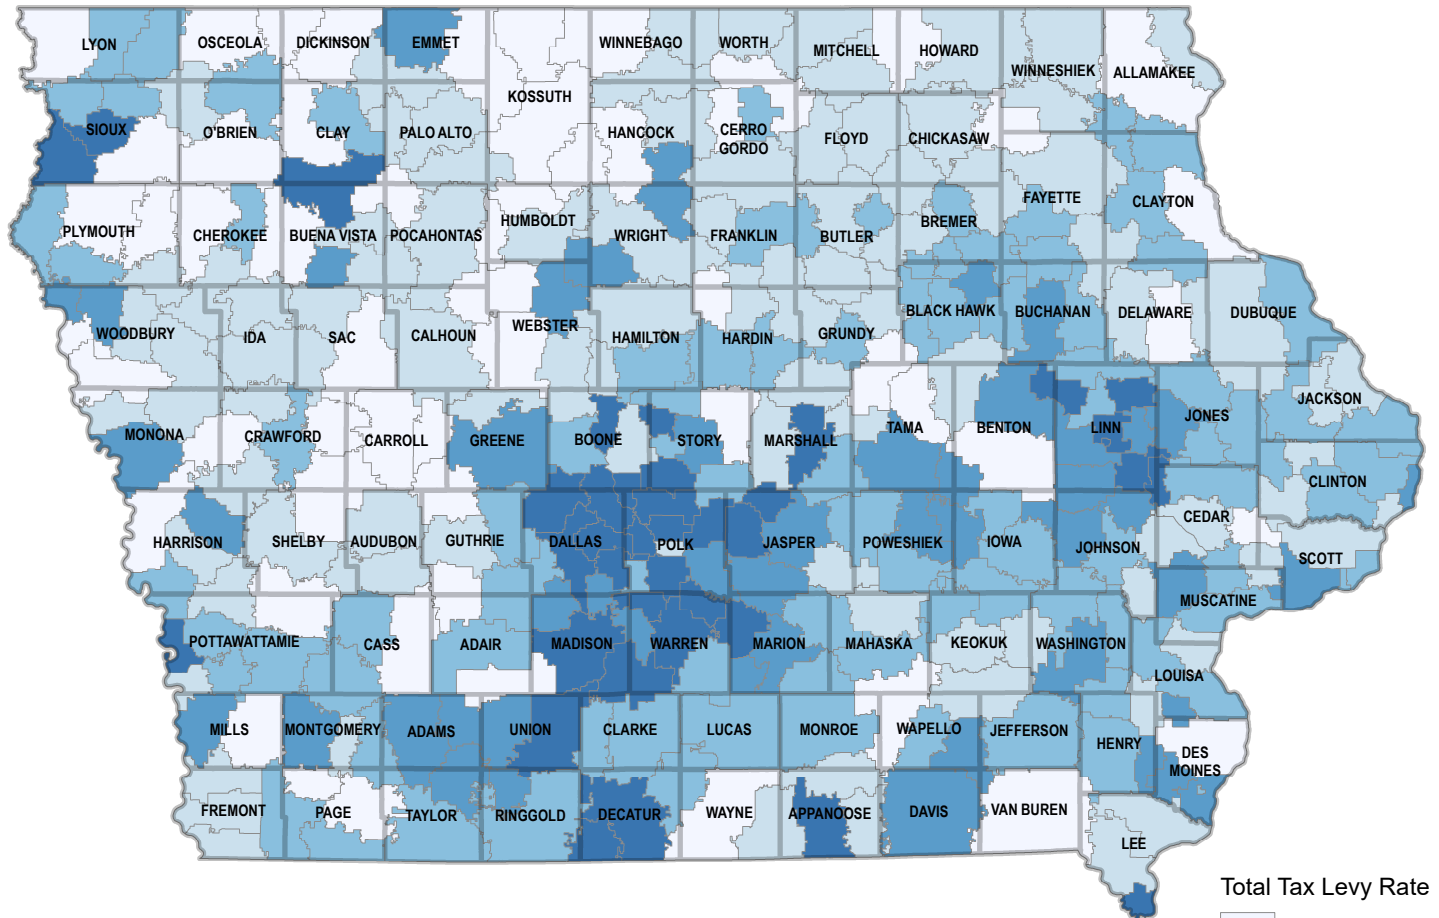 LYON
OSCEOLA
DICKINSON
EMMET
WINNEBAGO
WORTH
MITCHELL
HOWARD
WINNESHIEK
ALLAMAKEE
KOSSUTH
SIOUX
O'BRIEN
CLAY
PALO ALTO
HANCOCK
CERRO
GORDO
FLOYD
CHICKASAW
FAYETTE
CLAYTON
PLYMOUTH
CHEROKEE
BUENA VISTA
POCAHONTAS
HUMBOLDT
WRIGHT
FRANKLIN
BUTLER
BREMER
WOODBURY
IDA
SAC
CALHOUN
WEBSTER
HAMILTON
HARDIN
GRUNDY
BLACK HAWK
BUCHANAN
DELAWARE
DUBUQUE
MONONA
CRAWFORD
CARROLL
GREENE
BOONE
STORY
MARSHALL
TAMA
BENTON
LINN
JONES
JACKSON
CLINTON
HARRISON
SHELBY
AUDUBON
GUTHRIE
DALLAS
POLK
JASPER
POWESHIEK
IOWA
JOHNSON
CEDAR
SCOTT
MUSCATINE
POTTAWATTAMIE
CASS
ADAIR
MADISON
WARREN
MARION
MAHASKA
KEOKUK
WASHINGTON
LOUISA
MILLS
MONTGOMERY
ADAMS
UNION
CLARKE
LUCAS
MONROE
WAPELLO
JEFFERSON
HENRY
DES
MOINES
FREMONT
PAGE
TAYLOR
RINGGOLD
DECATUR
WAYNE
APPANOOSE
DAVIS
VAN BUREN
LEE
Total Tax Levy Rate